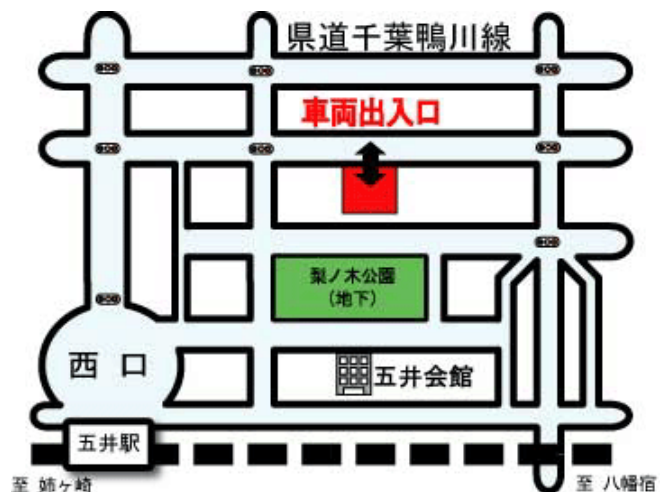 県道千葉鴨川線
車両出入口
梨ノ木公園
(地下)
西 口
五井会館
五井駅
至 姉ヶ崎
至 八幡宿